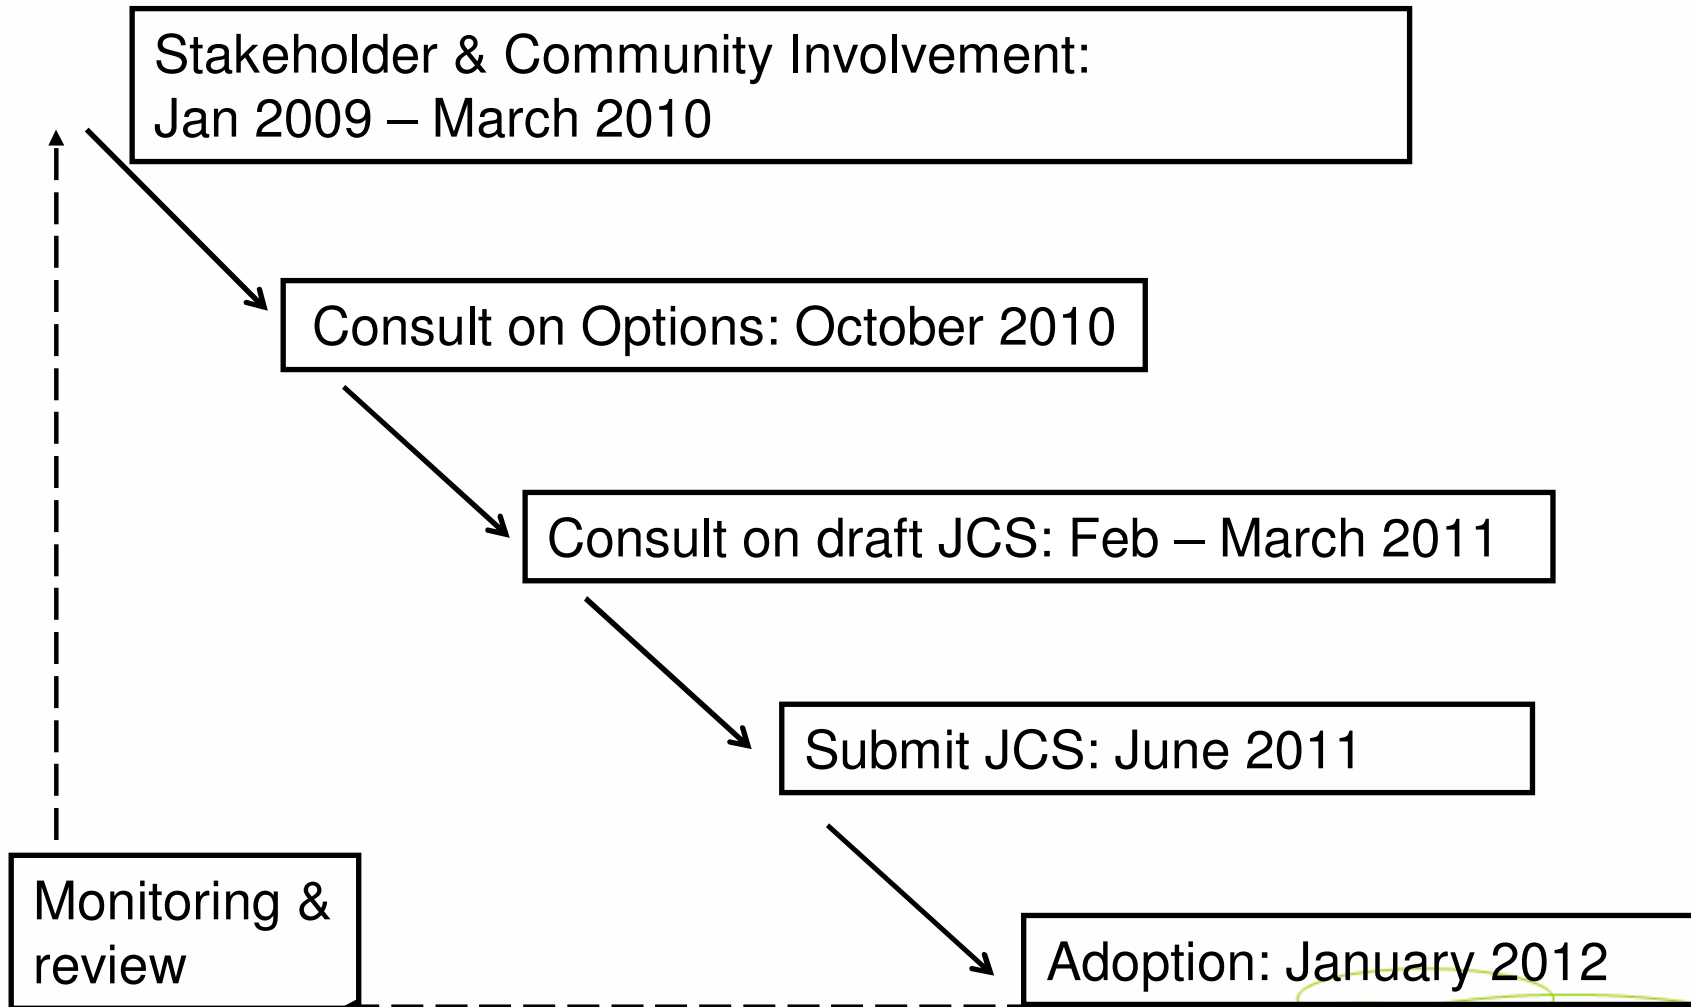 Stakeholder & Community Involvement:
Jan 2009 – March 2010
Consult on Options: October 2010
Consult on draft JCS: Feb – March 2011
Submit JCS: June 2011
Monitoring &
review
Adoption: January 2012